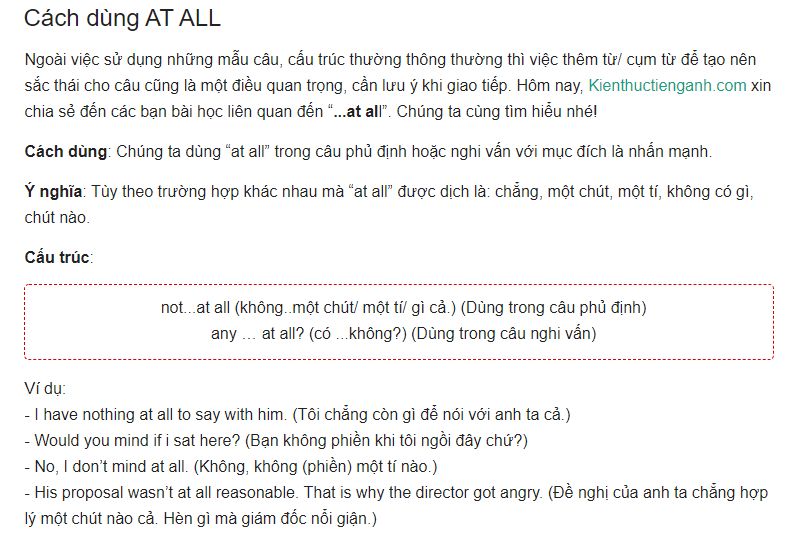 Cách dùng AT ALL
Ngoài việc sử dụng những mẫu câu, cấu trúc thường thông thường thì việc thêm từ/ cụm từ để tạo nên
sắc thái cho câu cũng là một điều quan trọng, cần lưu ý khi giao tiếp. Hôm nay, Kienthuctienganh.com xin
chia sẻ đến các bạn bài học liên quan đến “...at all”. Chúng ta cùng tìm hiểu nhé!
Cách dùng: Chúng ta dùng “at all” trong câu phủ định hoặc nghi vấn với mục đích là nhấn mạnh.
Ý nghĩa: Tùy theo trường hợp khác nhau mà “at all” được dịch là: chẳng, một chút, một tí, không có gì,
chút nào.
Cấu trúc:
not...at all (không..một chút/ một tí/ gì cả.) (Dùng trong câu phủ định)
any … at all? (có ...không?) (Dùng trong câu nghi vấn)
Ví dụ:
- I have nothing at all to say with him. (Tôi chẳng còn gì để nói với anh ta cả.)
- Would you mind if i sat here? (Bạn không phiền khi tôi ngồi đây chứ?)
- No, I don’t mind at all. (Không, không (phiền) một tí nào.)
- His proposal wasn’t at all reasonable. That is why the director got angry. (Đề nghị của anh ta chẳng hợp
lý một chút nào cả. Hèn gì mà giám đốc nổi giận.)